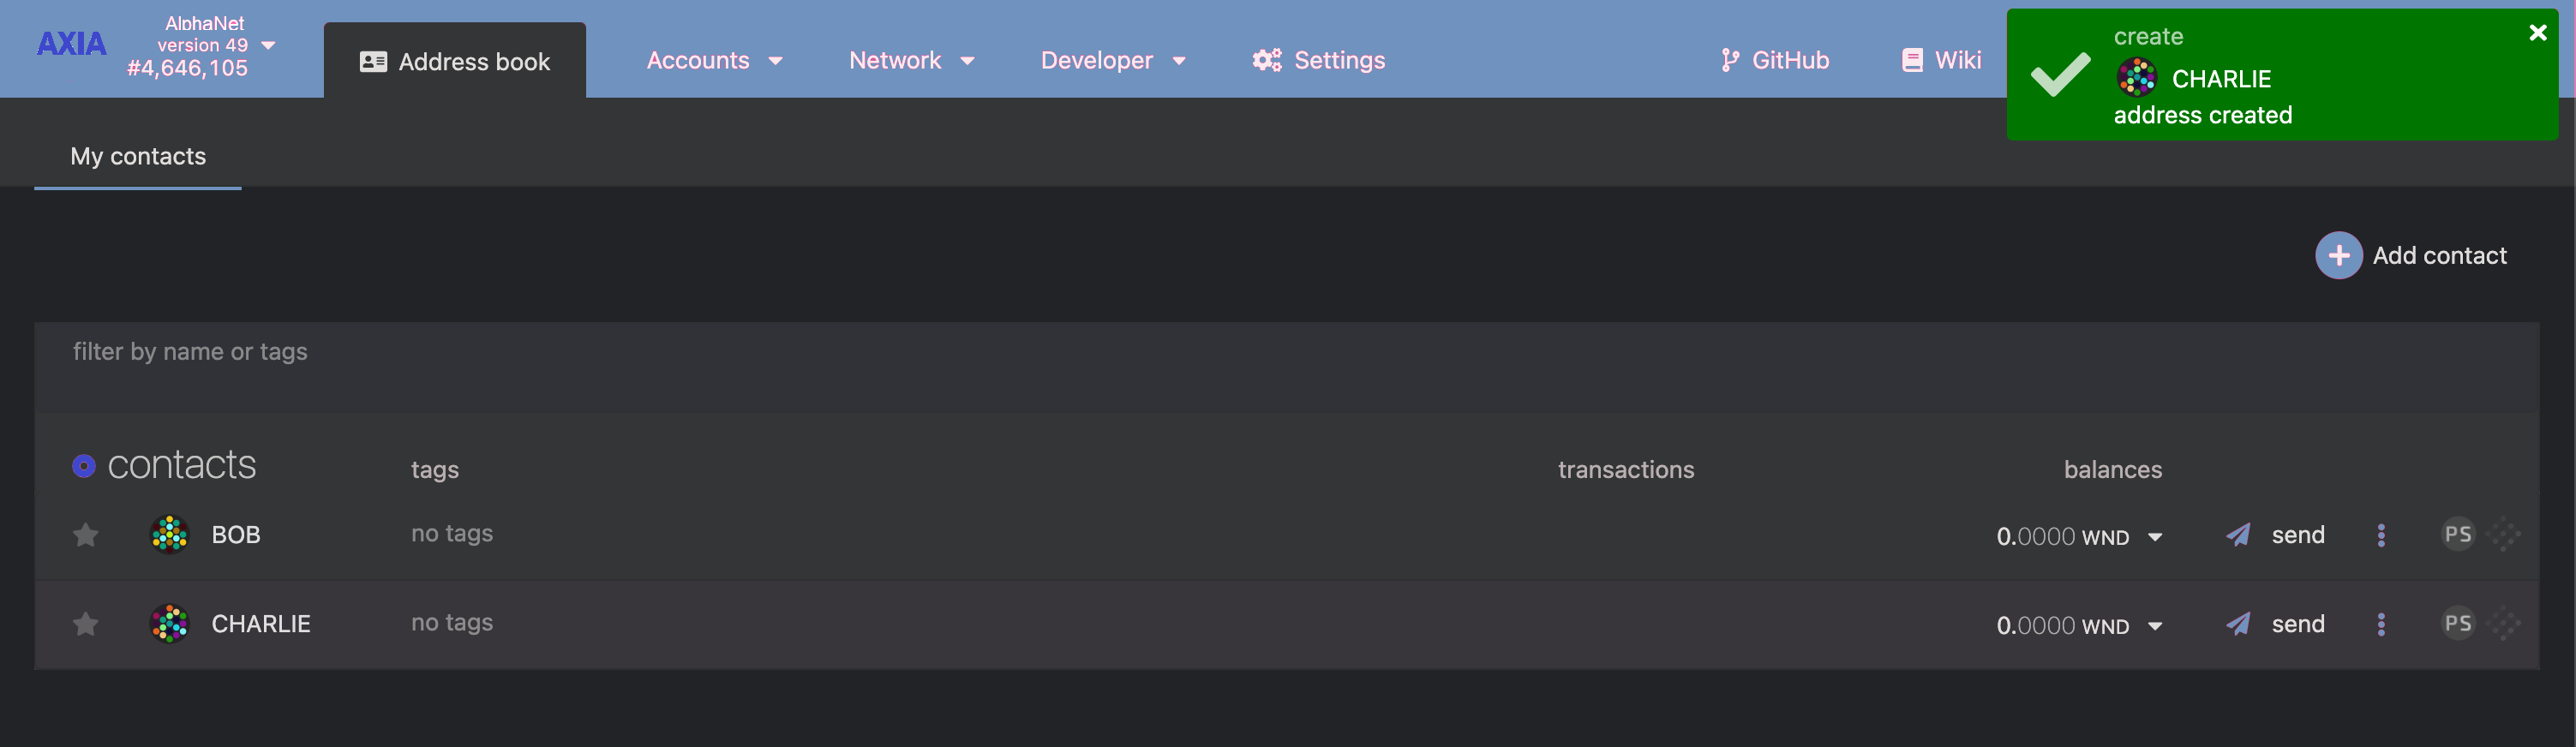 AXIA
AlphaNet
version 49
#4,646,105
Address book
Accounts
Network
Developer
Settings
GitHub
Wiki
create
CHARLIE
address created
My contacts
Add contact
filter by name or tags
contacts tags transactions balances
BOB no tags 0.0000 WND send PS
CHARLIE no tags 0.0000 WND send PS